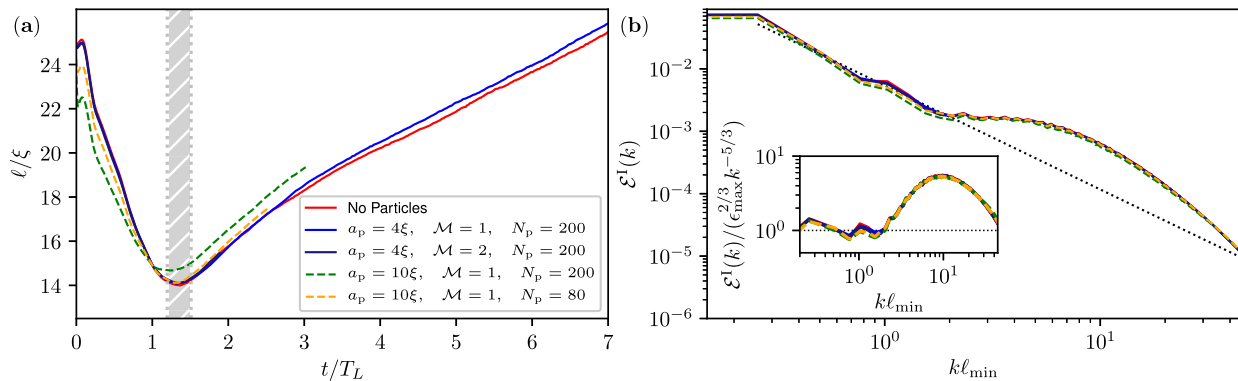 (a)
ℓ/ξ
24
22
20
18
16
14
0 1 2 3 4 5 6 7
t/T_L
No Particles
a_p = 4ξ, ℳ = 1, N_p = 200
a_p = 4ξ, ℳ = 2, N_p = 200
a_p = 10ξ, ℳ = 1, N_p = 200
a_p = 10ξ, ℳ = 1, N_p = 80
(b)
ℰ^I(k)
10^−2
10^−3
10^−4
10^−5
10^−6
10^0 10^1
kℓ_min
ℰ^I(k)/(ϵ_max^{2/3} k^{−5/3})
10^1
10^0
10^0 10^1
kℓ_min